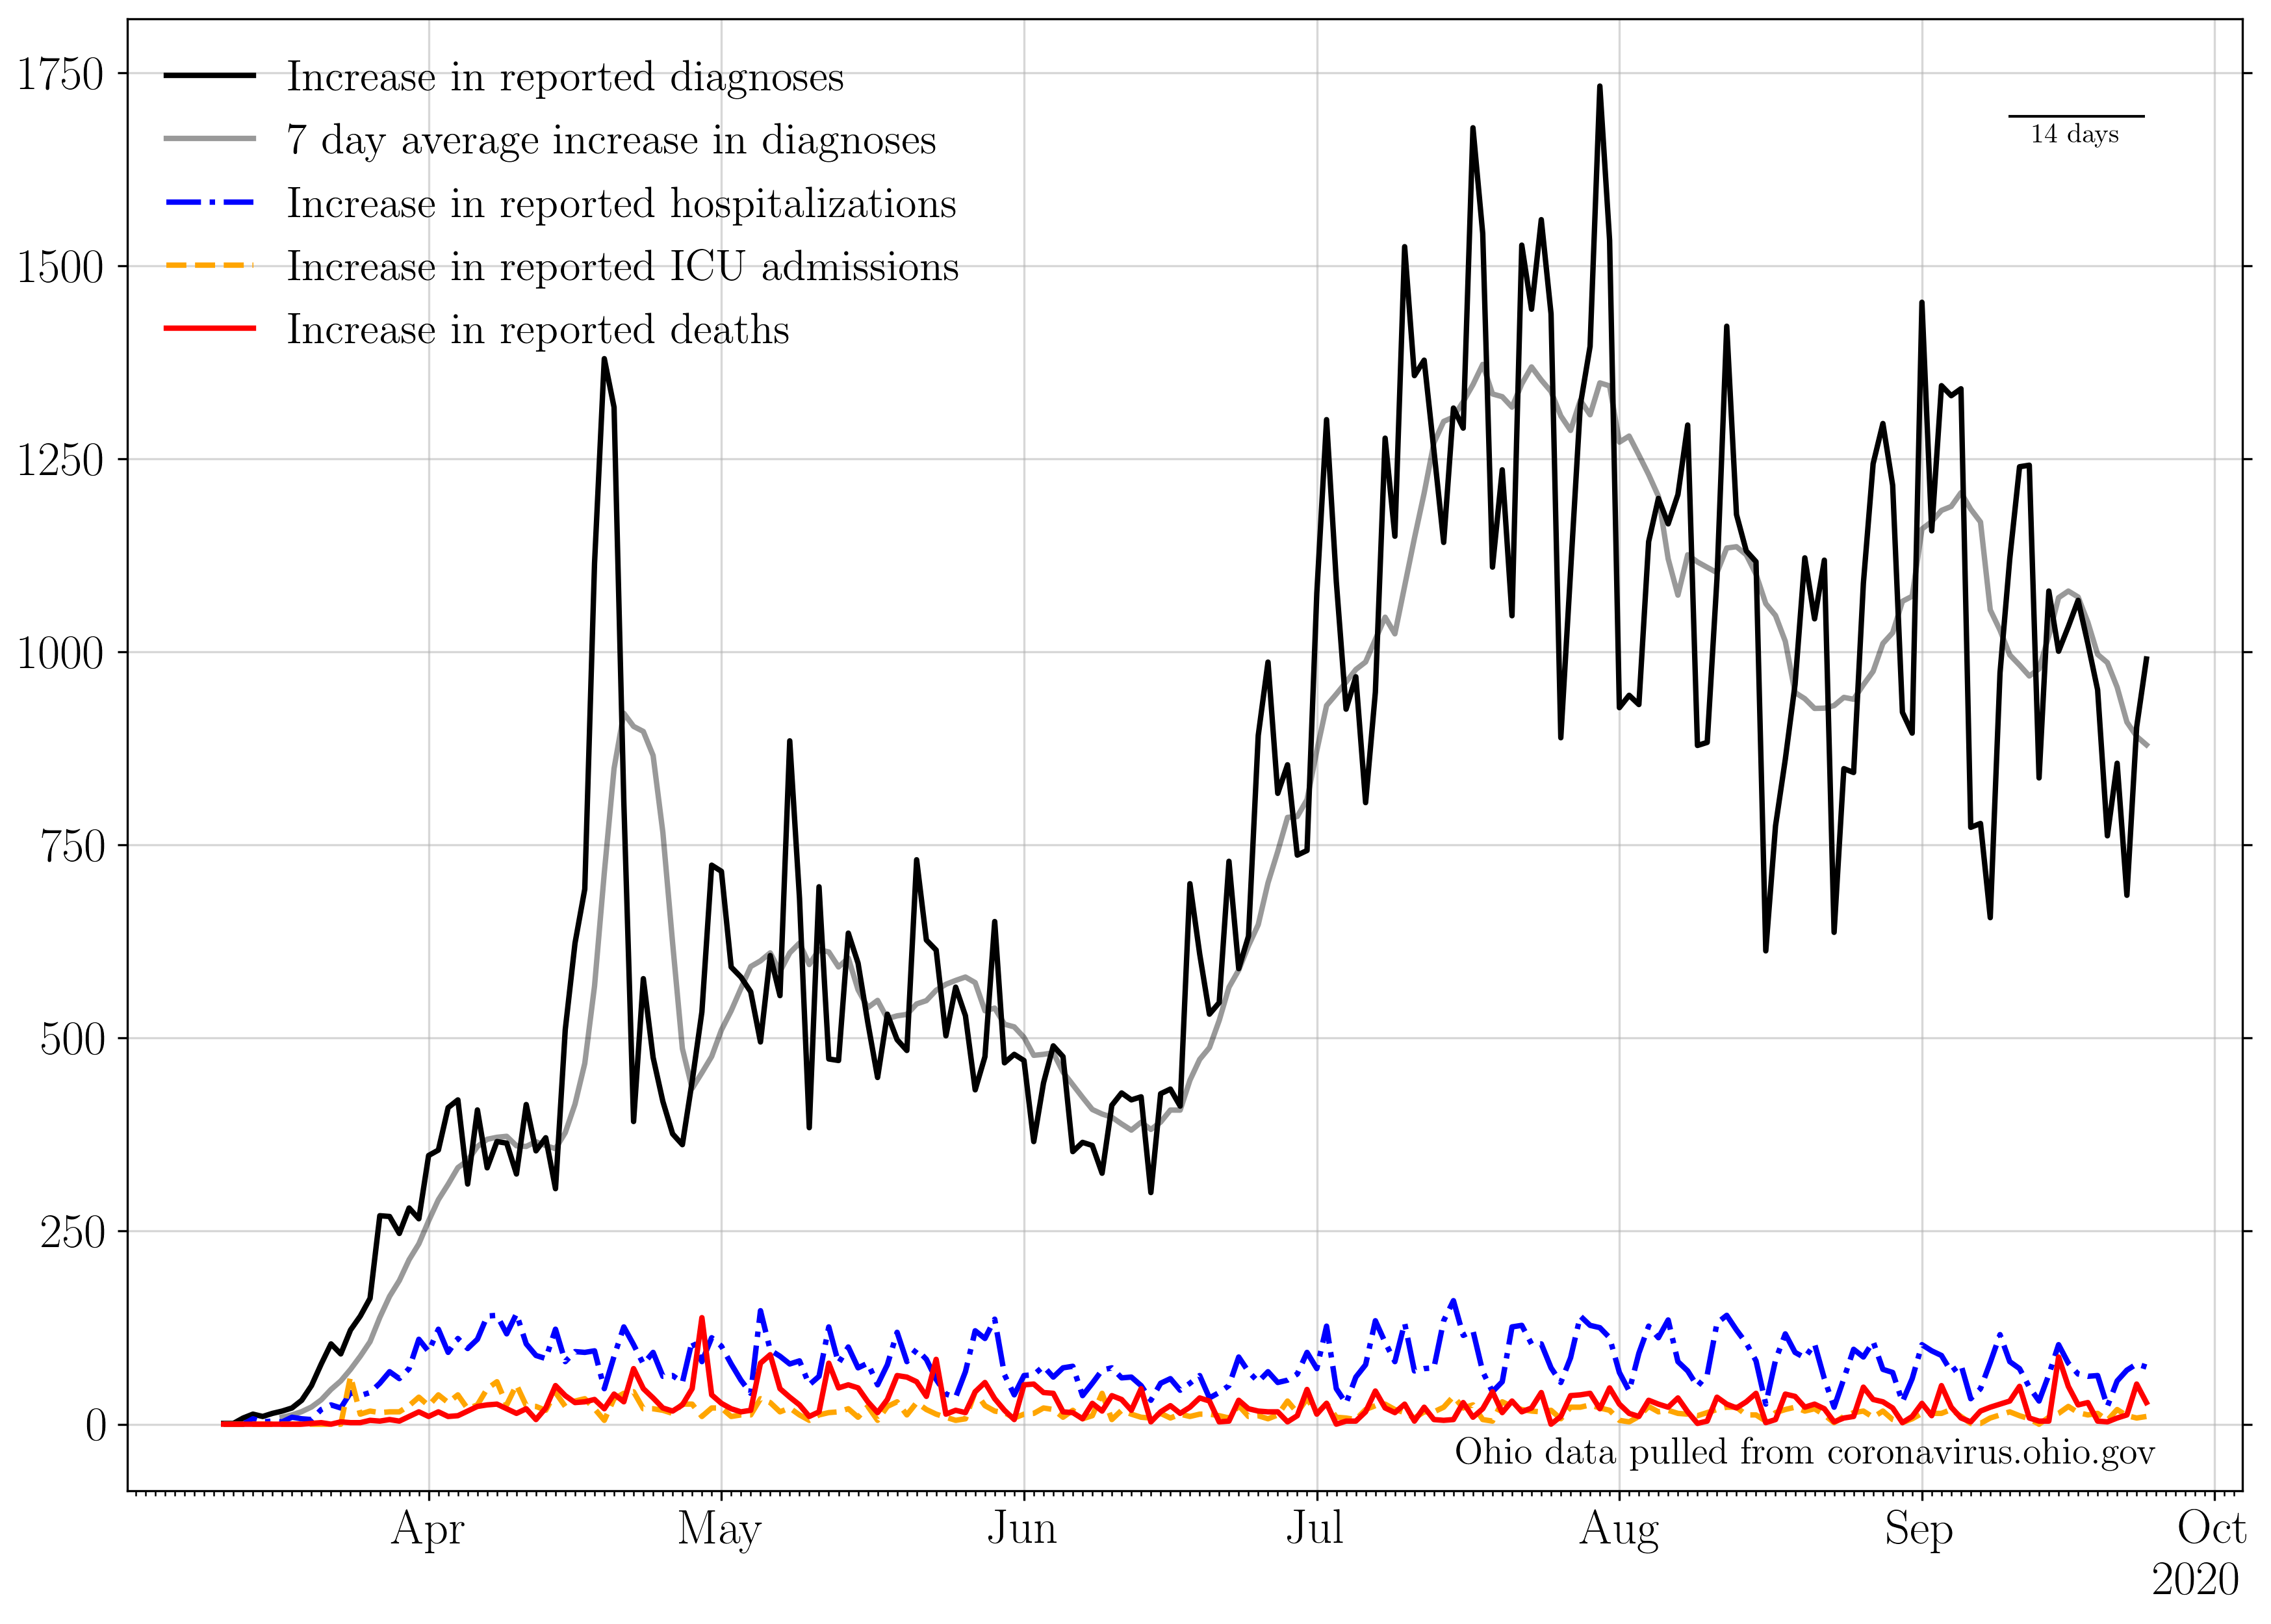 1750
1500
1250
1000
750
500
250
0
Increase in reported diagnoses
7 day average increase in diagnoses
Increase in reported hospitalizations
Increase in reported ICU admissions
Increase in reported deaths
14 days
Ohio data pulled from coronavirus.ohio.gov
Apr May Jun Jul Aug Sep Oct
2020